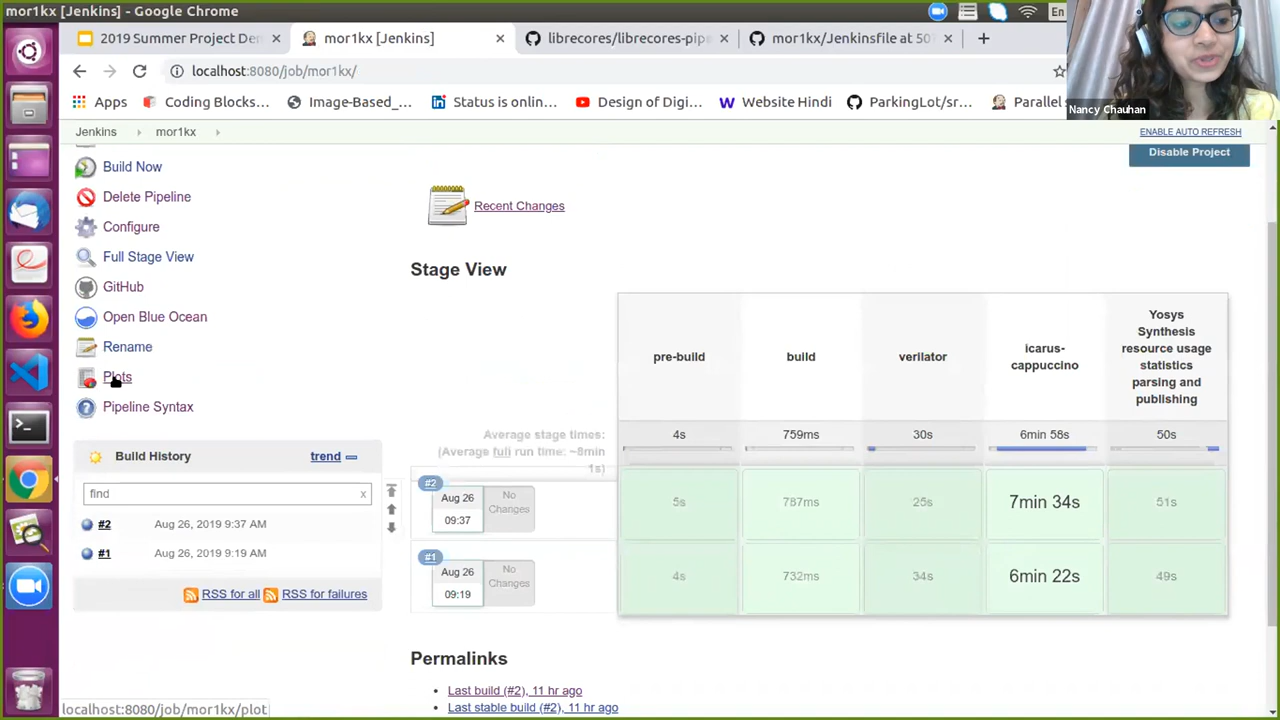 mor1kx [Jenkins] - Google Chrome
En
2019 Summer Project De
mor1kx [Jenkins]
librecores/librecores-pip
mor1kx/Jenkinsfile at 50
localhost:8080/job/mor1kx/
Apps
Coding Blocks...
Image-Based_...
Status is onlin...
Design of Digi...
Website Hindi
ParkingLot/sr...
Parallel
Nancy Chauhan
Jenkins
mor1kx
ENABLE AUTO REFRESH
Disable Project
Build Now
Delete Pipeline
Configure
Full Stage View
GitHub
Open Blue Ocean
Rename
Plots
Pipeline Syntax
Build History
trend
find
x
#2 Aug 26, 2019 9:37 AM
#1 Aug 26, 2019 9:19 AM
RSS for all
RSS for failures
Recent Changes
Stage View
pre-build
build
verilator
icarus-
cappuccino
Yosys
Synthesis
resource usage
statistics
parsing and
publishing
Average stage times:
(Average full run time: ~8min
1s)
4s 759ms 30s 6min 58s 50s
#2
Aug 26
09:37
No
Changes
5s 787ms 25s 7min 34s 51s
#1
Aug 26
09:19
No
Changes
4s 732ms 34s 6min 22s 49s
Permalinks
Last build (#2), 11 hr ago
Last stable build (#2), 11 hr ago
localhost:8080/job/mor1kx/plot